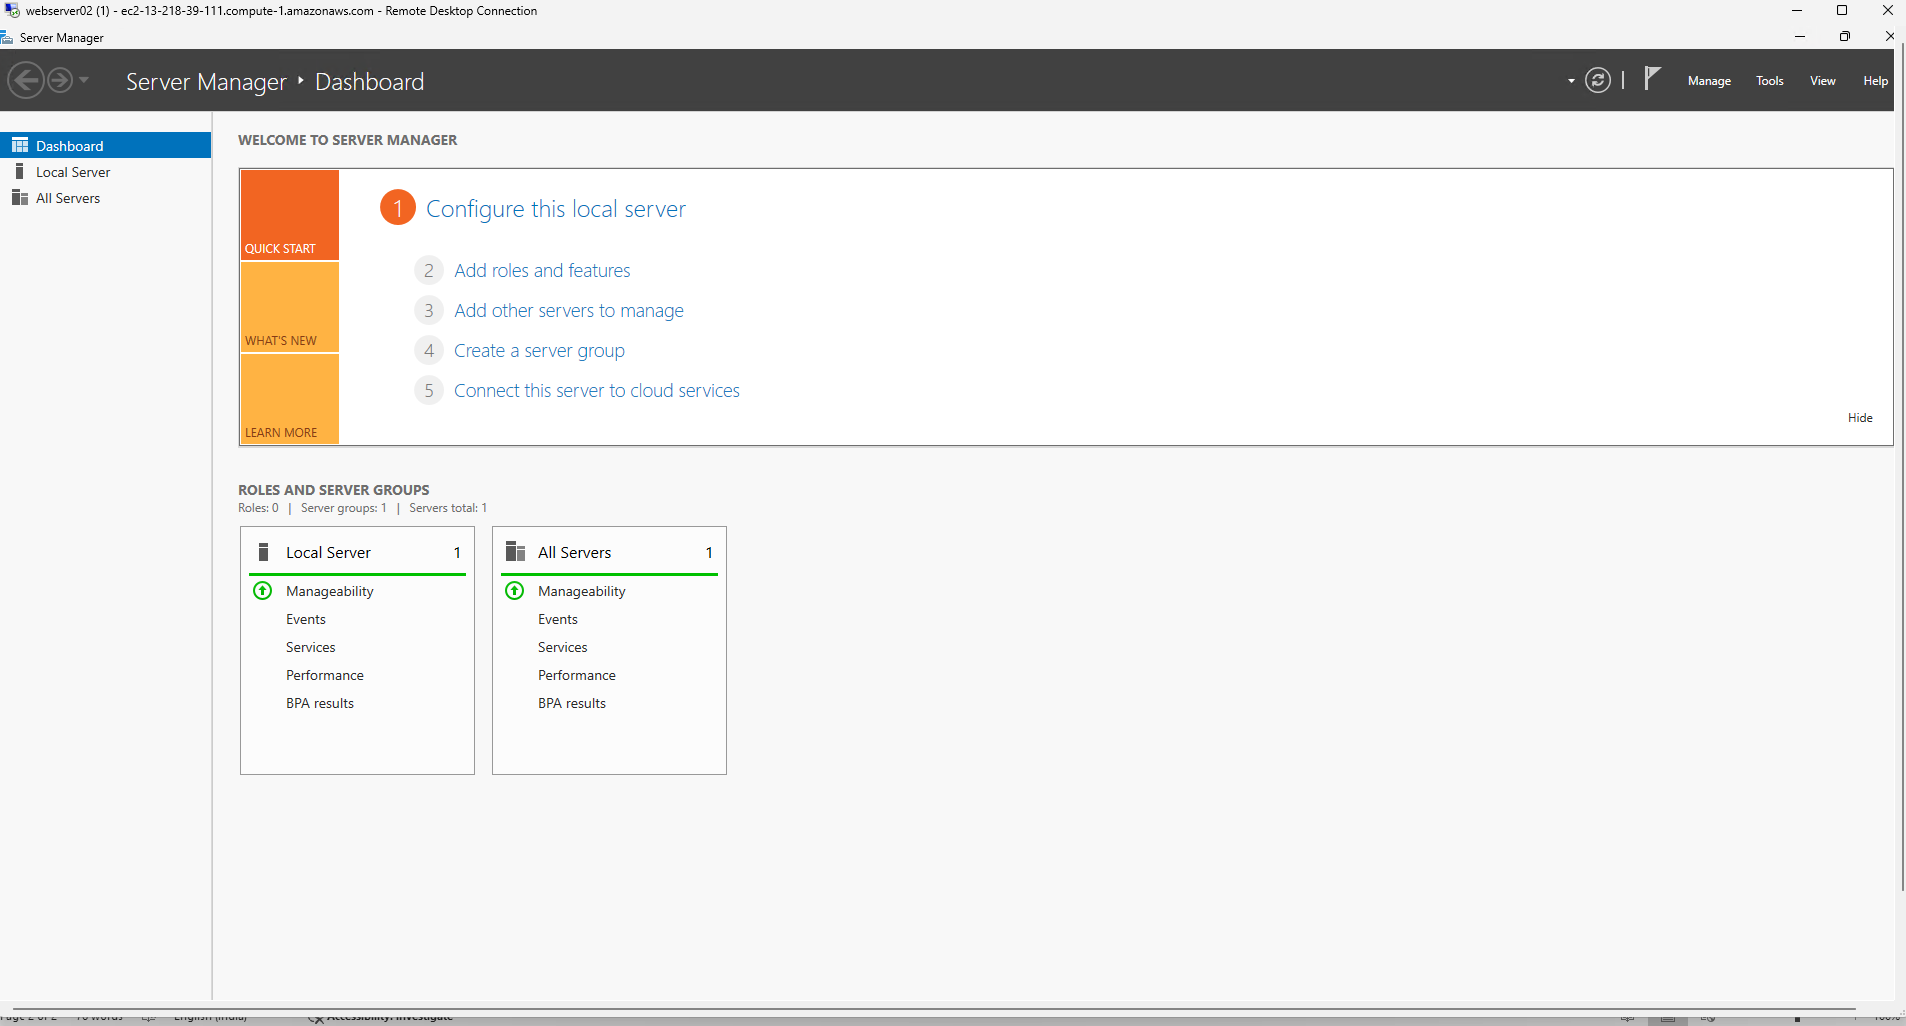 webserver02 (1) - ec2-13-218-39-111.compute-1.amazonaws.com - Remote Desktop Connection
Server Manager
Server Manager Dashboard
Manage Tools View Help
Dashboard
Local Server
All Servers
WELCOME TO SERVER MANAGER
QUICK START
WHAT'S NEW
LEARN MORE
1 Configure this local server
2 Add roles and features
3 Add other servers to manage
4 Create a server group
5 Connect this server to cloud services
Hide
ROLES AND SERVER GROUPS
Roles: 0 | Server groups: 1 | Servers total: 1
Local Server 1
Manageability
Events
Services
Performance
BPA results
All Servers 1
Manageability
Events
Services
Performance
BPA results
Accessibility: Investigate